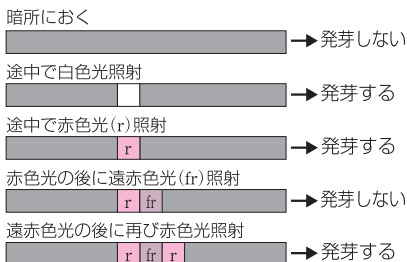 暗所におく
→発芽しない
途中で白色光照射
→発芽する
途中で赤色光(r)照射
r →発芽する
赤色光の後に遠赤色光(fr)照射
r fr →発芽しない
遠赤色光の後に再び赤色光照射
r fr r →発芽する